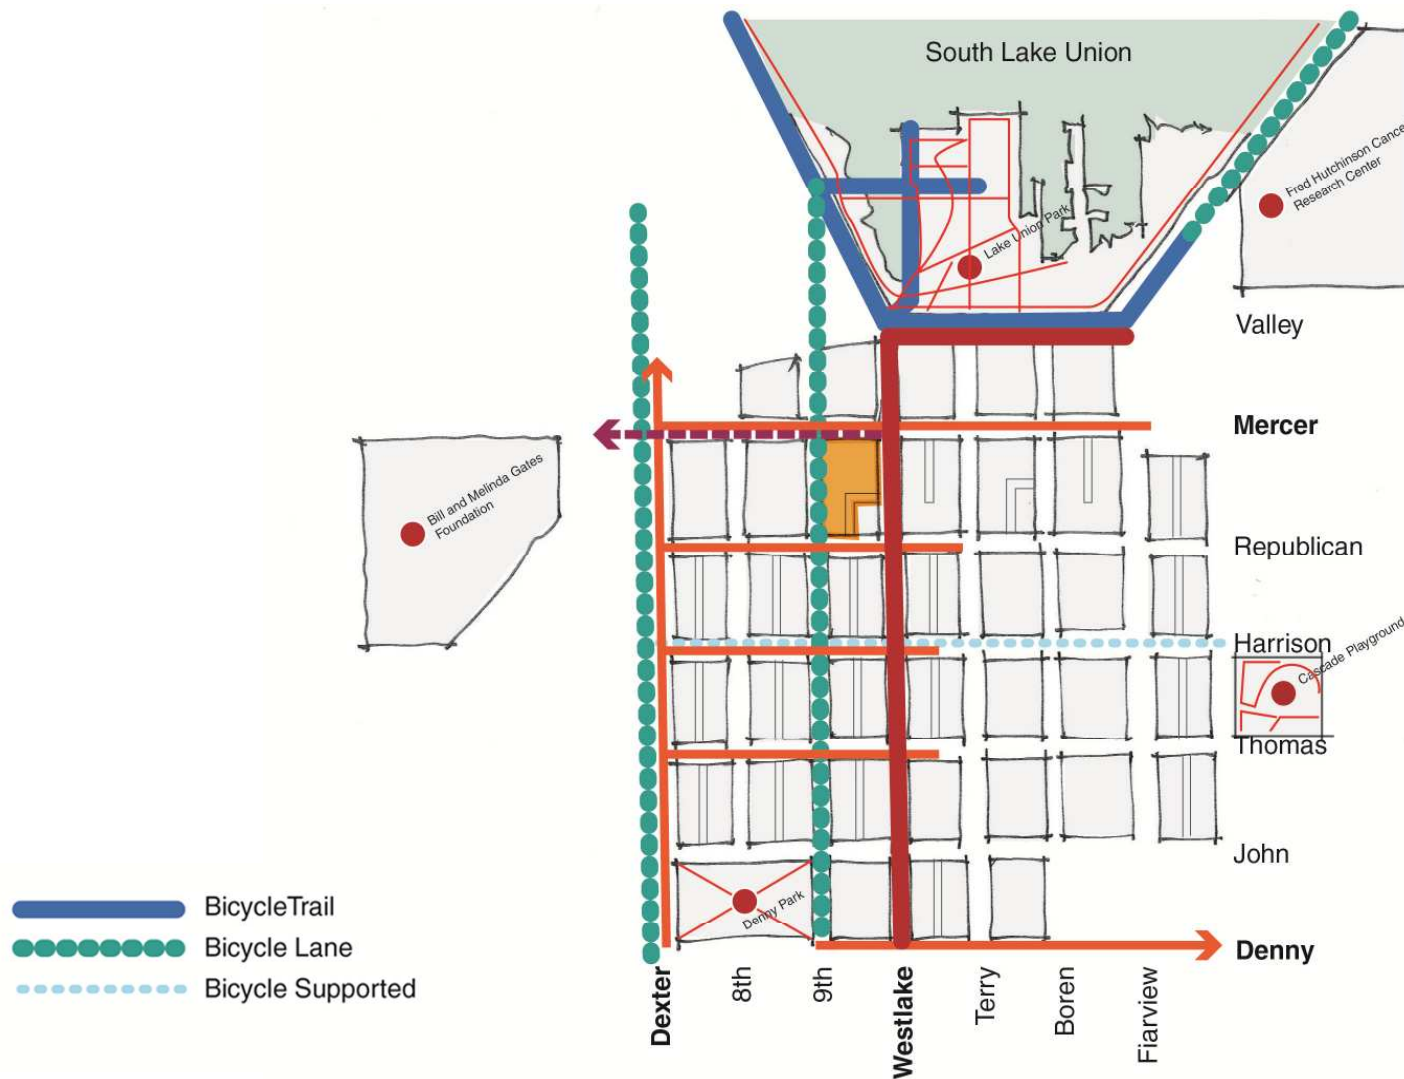 South Lake Union
Fred Hutchinson Cance
Research Center
Lake Union Park
Valley
Mercer
Bill and Melinda Gates
Foundation
Republican
Harrison
Cascade Playground
Thomas
John
Denny Park
Denny
BicycleTrail
Bicycle Lane
Bicycle Supported
Dexter
8th
9th
Westlake
Terry
Boren
Fiarview